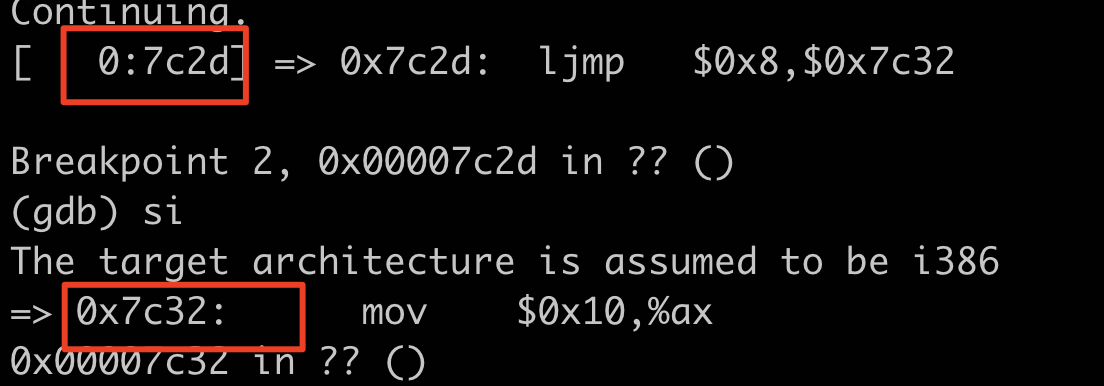 Continuing.
[   0:7c2d] => 0x7c2d:  ljmp   $0x8,$0x7c32
Breakpoint 2, 0x00007c2d in ?? ()
(gdb) si
The target architecture is assumed to be i386
=> 0x7c32:      mov    $0x10,%ax
0x00007c32 in ?? ()